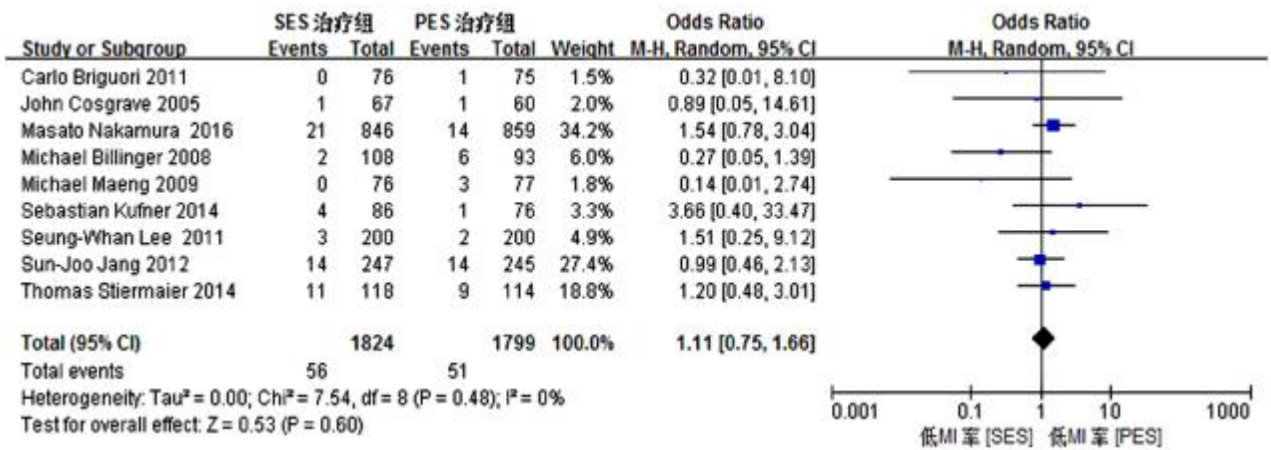 SES 治疗组 PES 治疗组 Odds Ratio Odds Ratio
Study or Subgroup Events Total Events Total Weight M-H, Random, 95% CI M-H, Random, 95% CI
Carlo Briguori 2011 0 76 1 75 1.5% 0.32 [0.01, 8.10]
John Cosgrave 2005 1 67 1 60 2.0% 0.89 [0.05, 14.61]
Masato Nakamura 2016 21 846 14 859 34.2% 1.54 [0.78, 3.04]
Michael Billinger 2008 2 108 6 93 6.0% 0.27 [0.05, 1.39]
Michael Maeng 2009 0 76 3 77 1.8% 0.14 [0.01, 2.74]
Sebastian Kufner 2014 4 86 1 76 3.3% 3.66 [0.40, 33.47]
Seung-Whan Lee 2011 3 200 2 200 4.9% 1.51 [0.25, 9.12]
Sun-Joo Jang 2012 14 247 14 245 27.4% 0.99 [0.46, 2.13]
Thomas Stiermaier 2014 11 118 9 114 18.8% 1.20 [0.48, 3.01]
Total (95% CI) 1824 1799 100.0% 1.11 [0.75, 1.66]
Total events 56 51
Heterogeneity: Tau² = 0.00; Chi² = 7.54, df = 8 (P = 0.48); I² = 0%
Test for overall effect: Z = 0.53 (P = 0.60)
0.001 0.1 1 10 1000
低MI 率 [SES] 低MI 率 [PES]